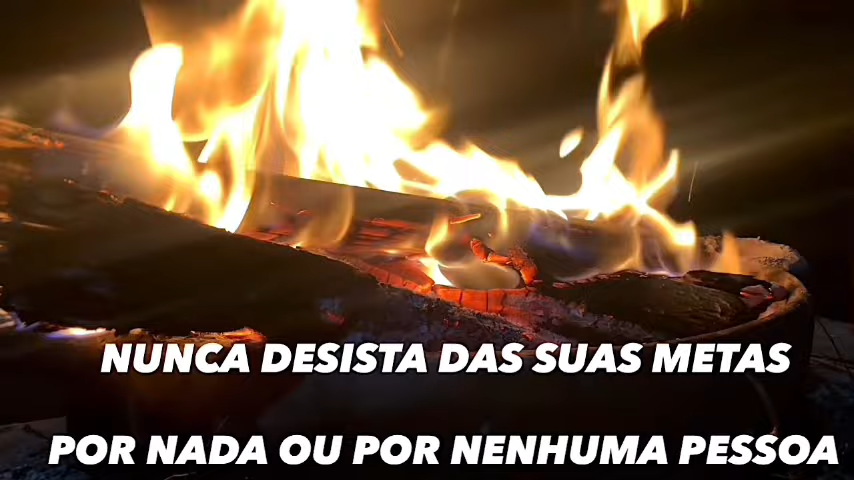 NUNCA DESISTA DAS SUAS METAS
POR NADA OU POR NENHUMA PESSOA